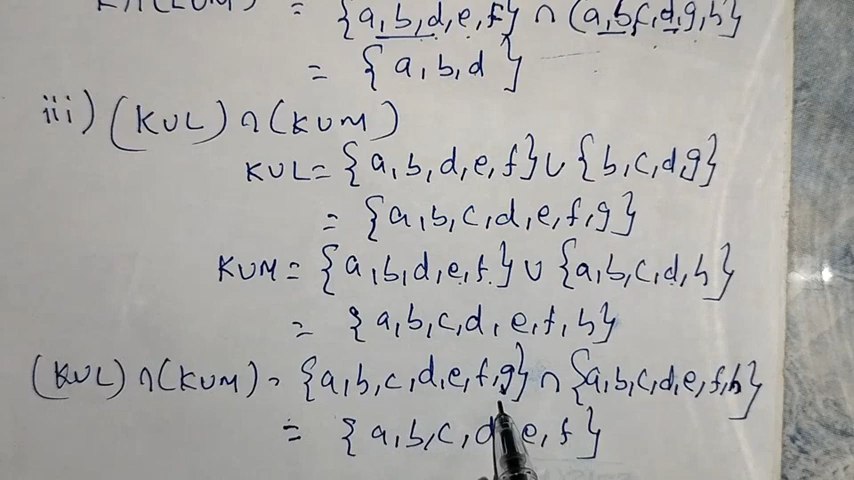 = {a,b,d,e,f} ∩ (a,b,c,d,g,h}
= {a,b,d}
iii) (KUL) ∩ (KUM)
KUL = {a,b,d,e,f} U {b,c,d,g}
= {a,b,c,d,e,f,g}
KUM = {a,b,d,e,f.} U {a,b,c,d,h}
= {a,b,c,d,e,f,h}
(KUL) ∩ (KUM) = {a,b,c,d,e,f,g} ∩ {a,b,c,d,e,f,h}
= {a,b,c,d e,f}